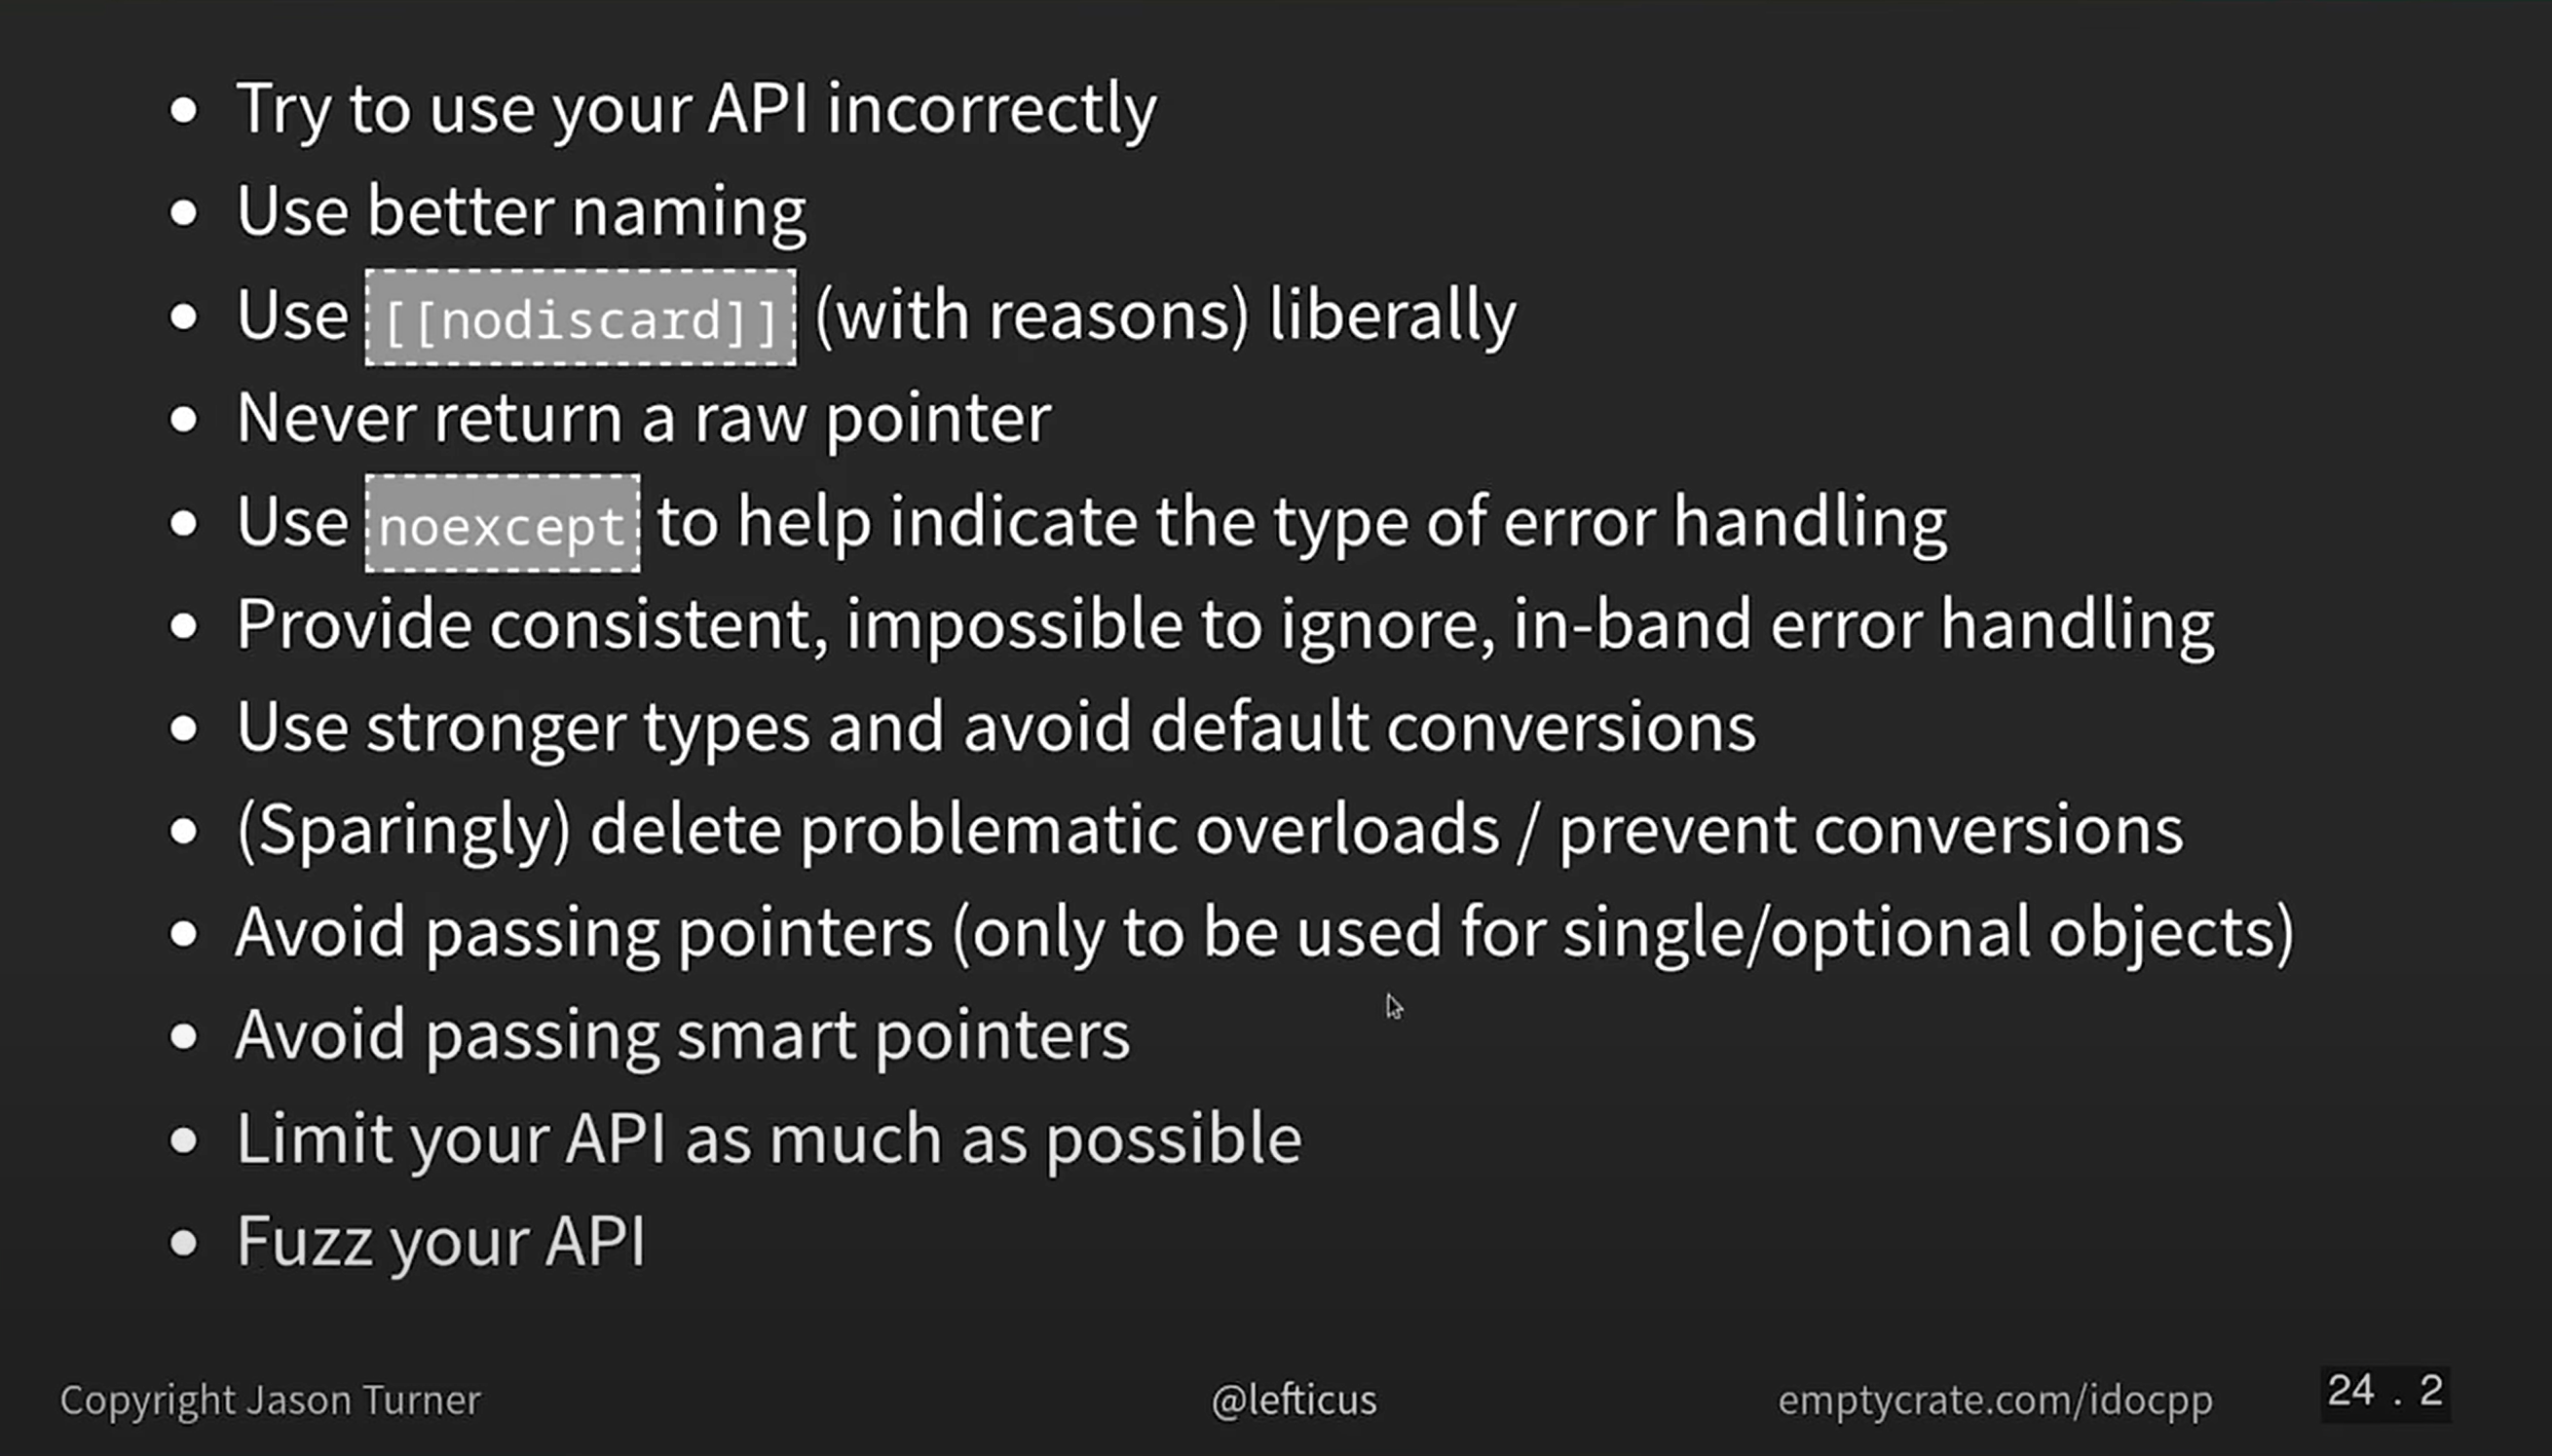 • Try to use your API incorrectly
• Use better naming
• Use [[nodiscard]] (with reasons) liberally
• Never return a raw pointer
• Use noexcept to help indicate the type of error handling
• Provide consistent, impossible to ignore, in-band error handling
• Use stronger types and avoid default conversions
• (Sparingly) delete problematic overloads / prevent conversions
• Avoid passing pointers (only to be used for single/optional objects)
• Avoid passing smart pointers
• Limit your API as much as possible
• Fuzz your API
Copyright Jason Turner @lefticus emptycrate.com/idocpp 24 . 2